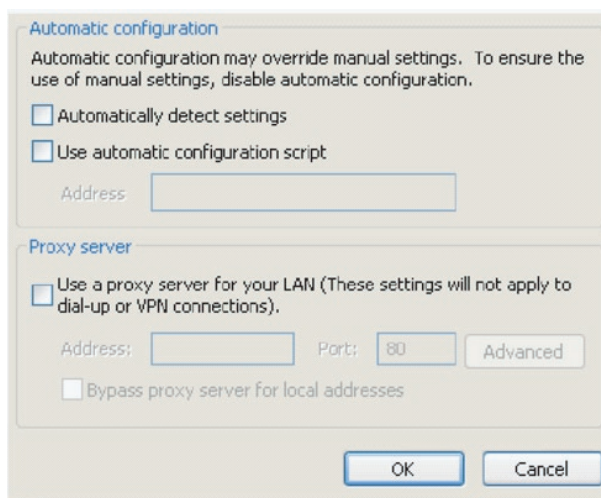 Automatic configuration
Automatic configuration may override manual settings.  To ensure the
use of manual settings, disable automatic configuration.
Automatically detect settings
Use automatic configuration script
Address
Proxy server
Use a proxy server for your LAN (These settings will not apply to
dial-up or VPN connections).
Address: Port: 80 Advanced
Bypass proxy server for local addresses
OK Cancel